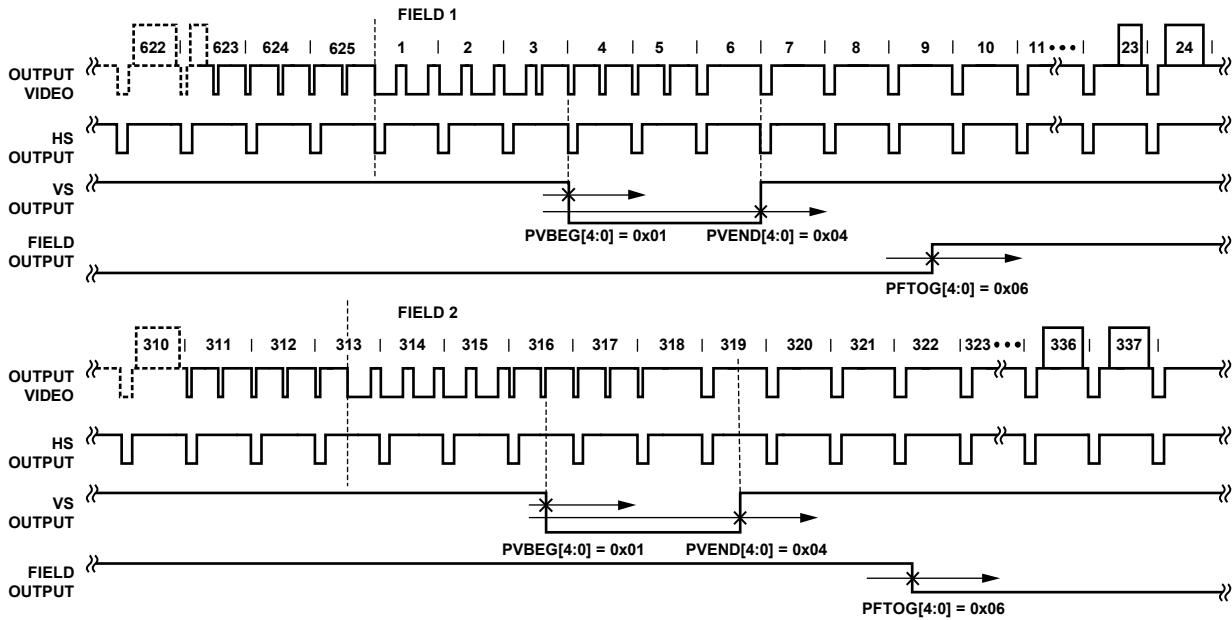 FIELD 1
622 | 623 | 624 | 625 | 1 | 2 | 3 | 4 | 5 | 6 | 7 | 8 | 9 | 10 | 11 ••• 23 | 24 |
OUTPUT
VIDEO
HS
OUTPUT
VS
OUTPUT
PVBEG[4:0] = 0x01
PVEND[4:0] = 0x04
FIELD
OUTPUT
PFTOG[4:0] = 0x06
FIELD 2
310 | 311 | 312 | 313 | 314 | 315 | 316 | 317 | 318 | 319 | 320 | 321 | 322 | 323 ••• 336 | 337 |
OUTPUT
VIDEO
HS
OUTPUT
VS
OUTPUT
PVBEG[4:0] = 0x01
PVEND[4:0] = 0x04
FIELD
OUTPUT
PFTOG[4:0] = 0x06